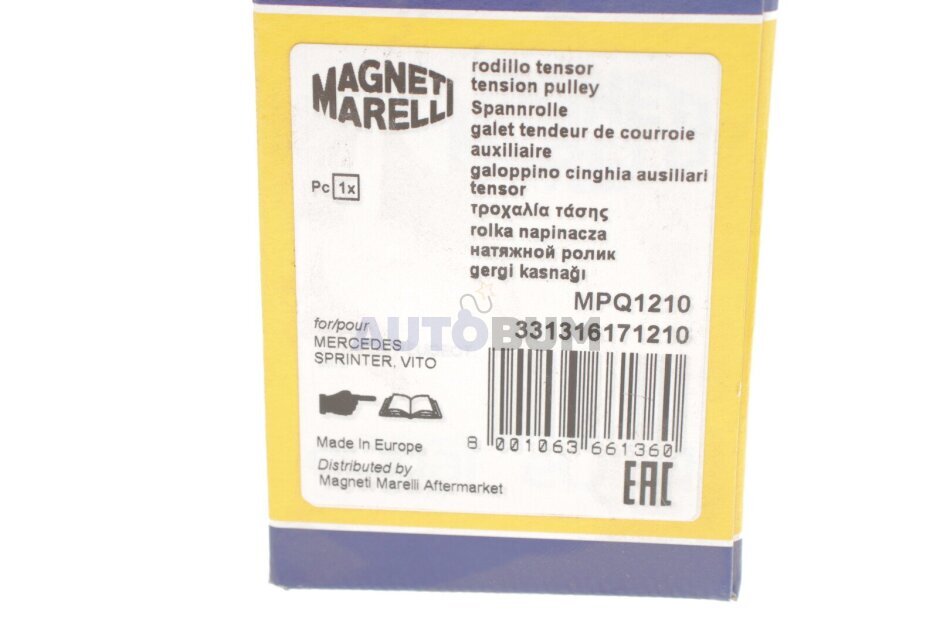 MAGNETI
MARELLI
Pc 1x
rodillo tensor
tension pulley
Spannrolle
galet tendeur de courroie
auxiliaire
galoppino cinghia ausiliari
tensor
τροχαλία τάσης
rolka napinacza
натяжной ролик
gergi kasnağı
MPQ1210
331316171210
AUTOBUM
for/pour
MERCEDES
SPRINTER, VITO
8 001063 661360
Made In Europe
Distributed by
Magneti Marelli Aftermarket
EAC